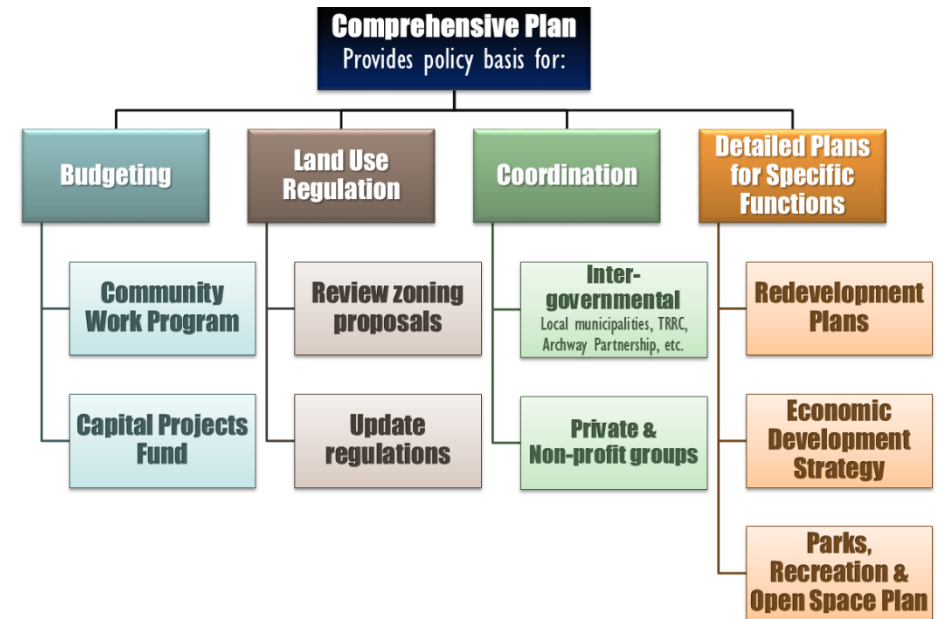 Comprehensive Plan
Provides policy basis for:
Budgeting
Land Use
Regulation
Coordination
Detailed Plans
for Specific
Functions
Community
Work Program
Capital Projects
Fund
Review zoning
proposals
Update
regulations
Inter-
governmental
Local municipalities, TRRC,
Archway Partnership, etc.
Private &
Non-profit groups
Redevelopment
Plans
Economic
Development
Strategy
Parks,
Recreation &
Open Space Plan